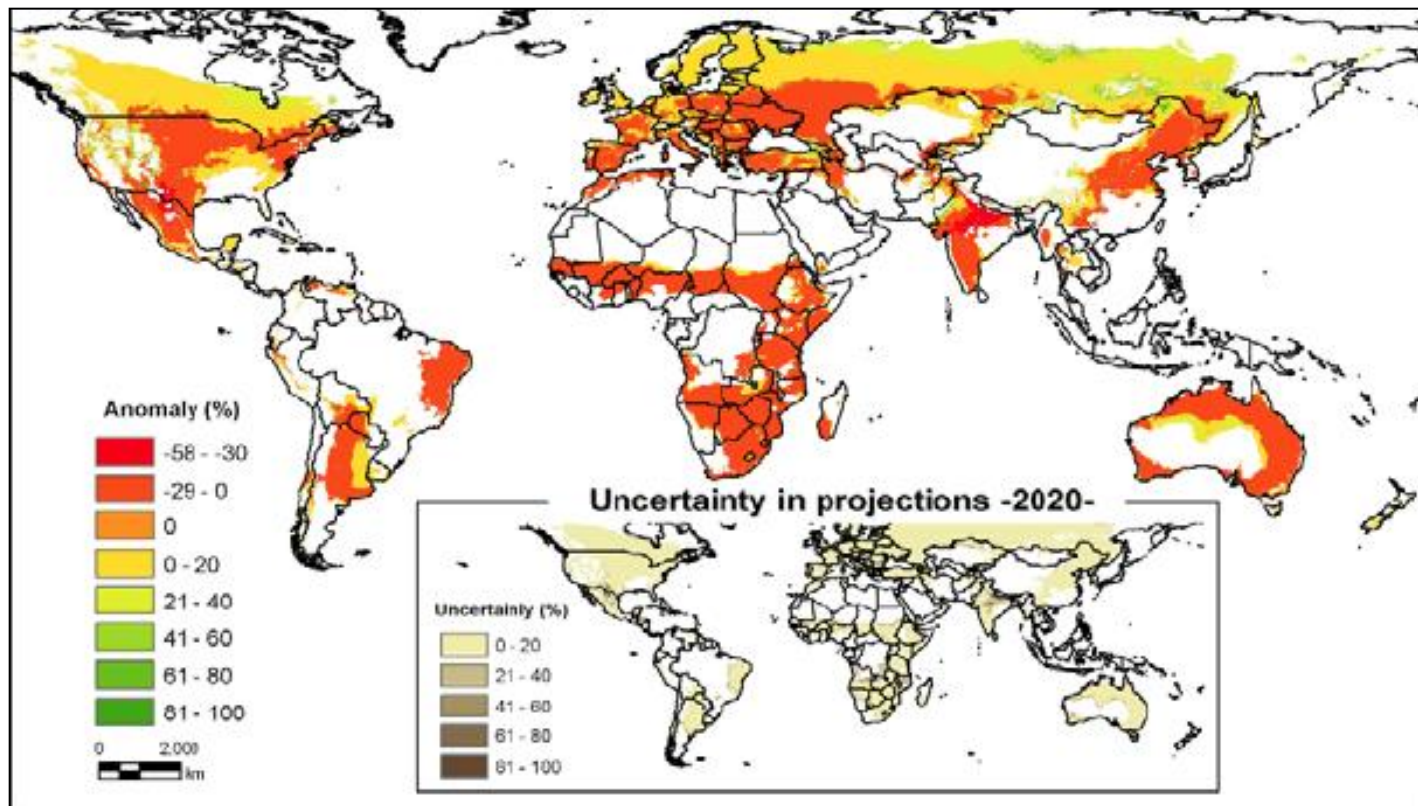 Anomaly (%)
-58 - -30
-29 - 0
0
0 - 20
21 - 40
41 - 60
61 - 80
81 - 100
0 2,000
km
Uncertainty in projections -2020-
Uncertainly (%)
0 - 20
21 - 40
41 - 60
61 - 80
81 - 100